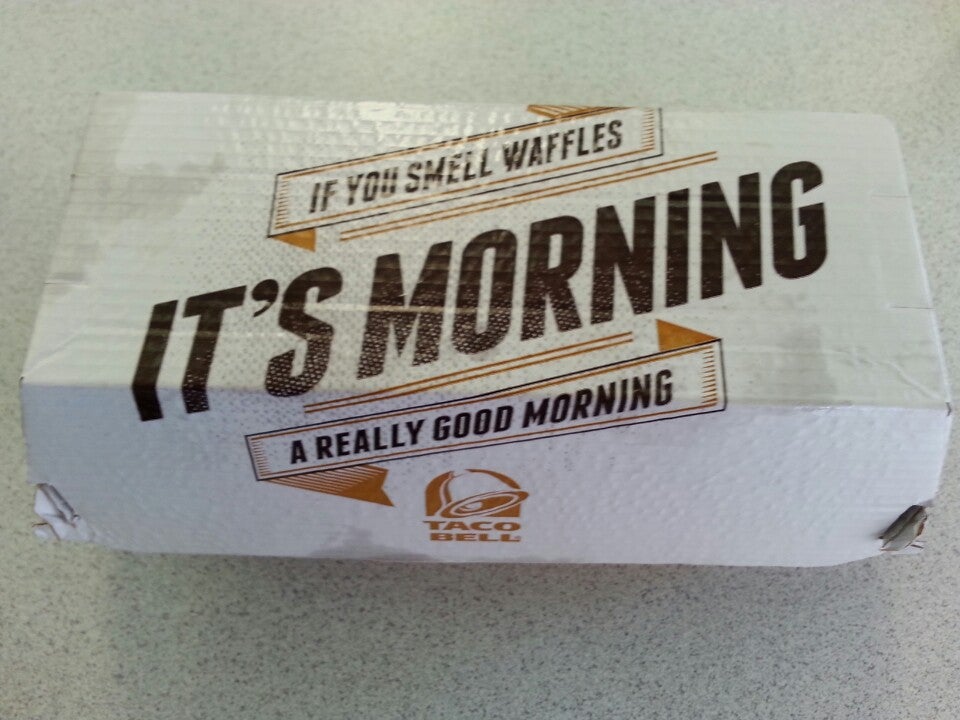 IF YOU SMELL WAFFLES
IT'S MORNING
A REALLY GOOD MORNING
TACO
BELL